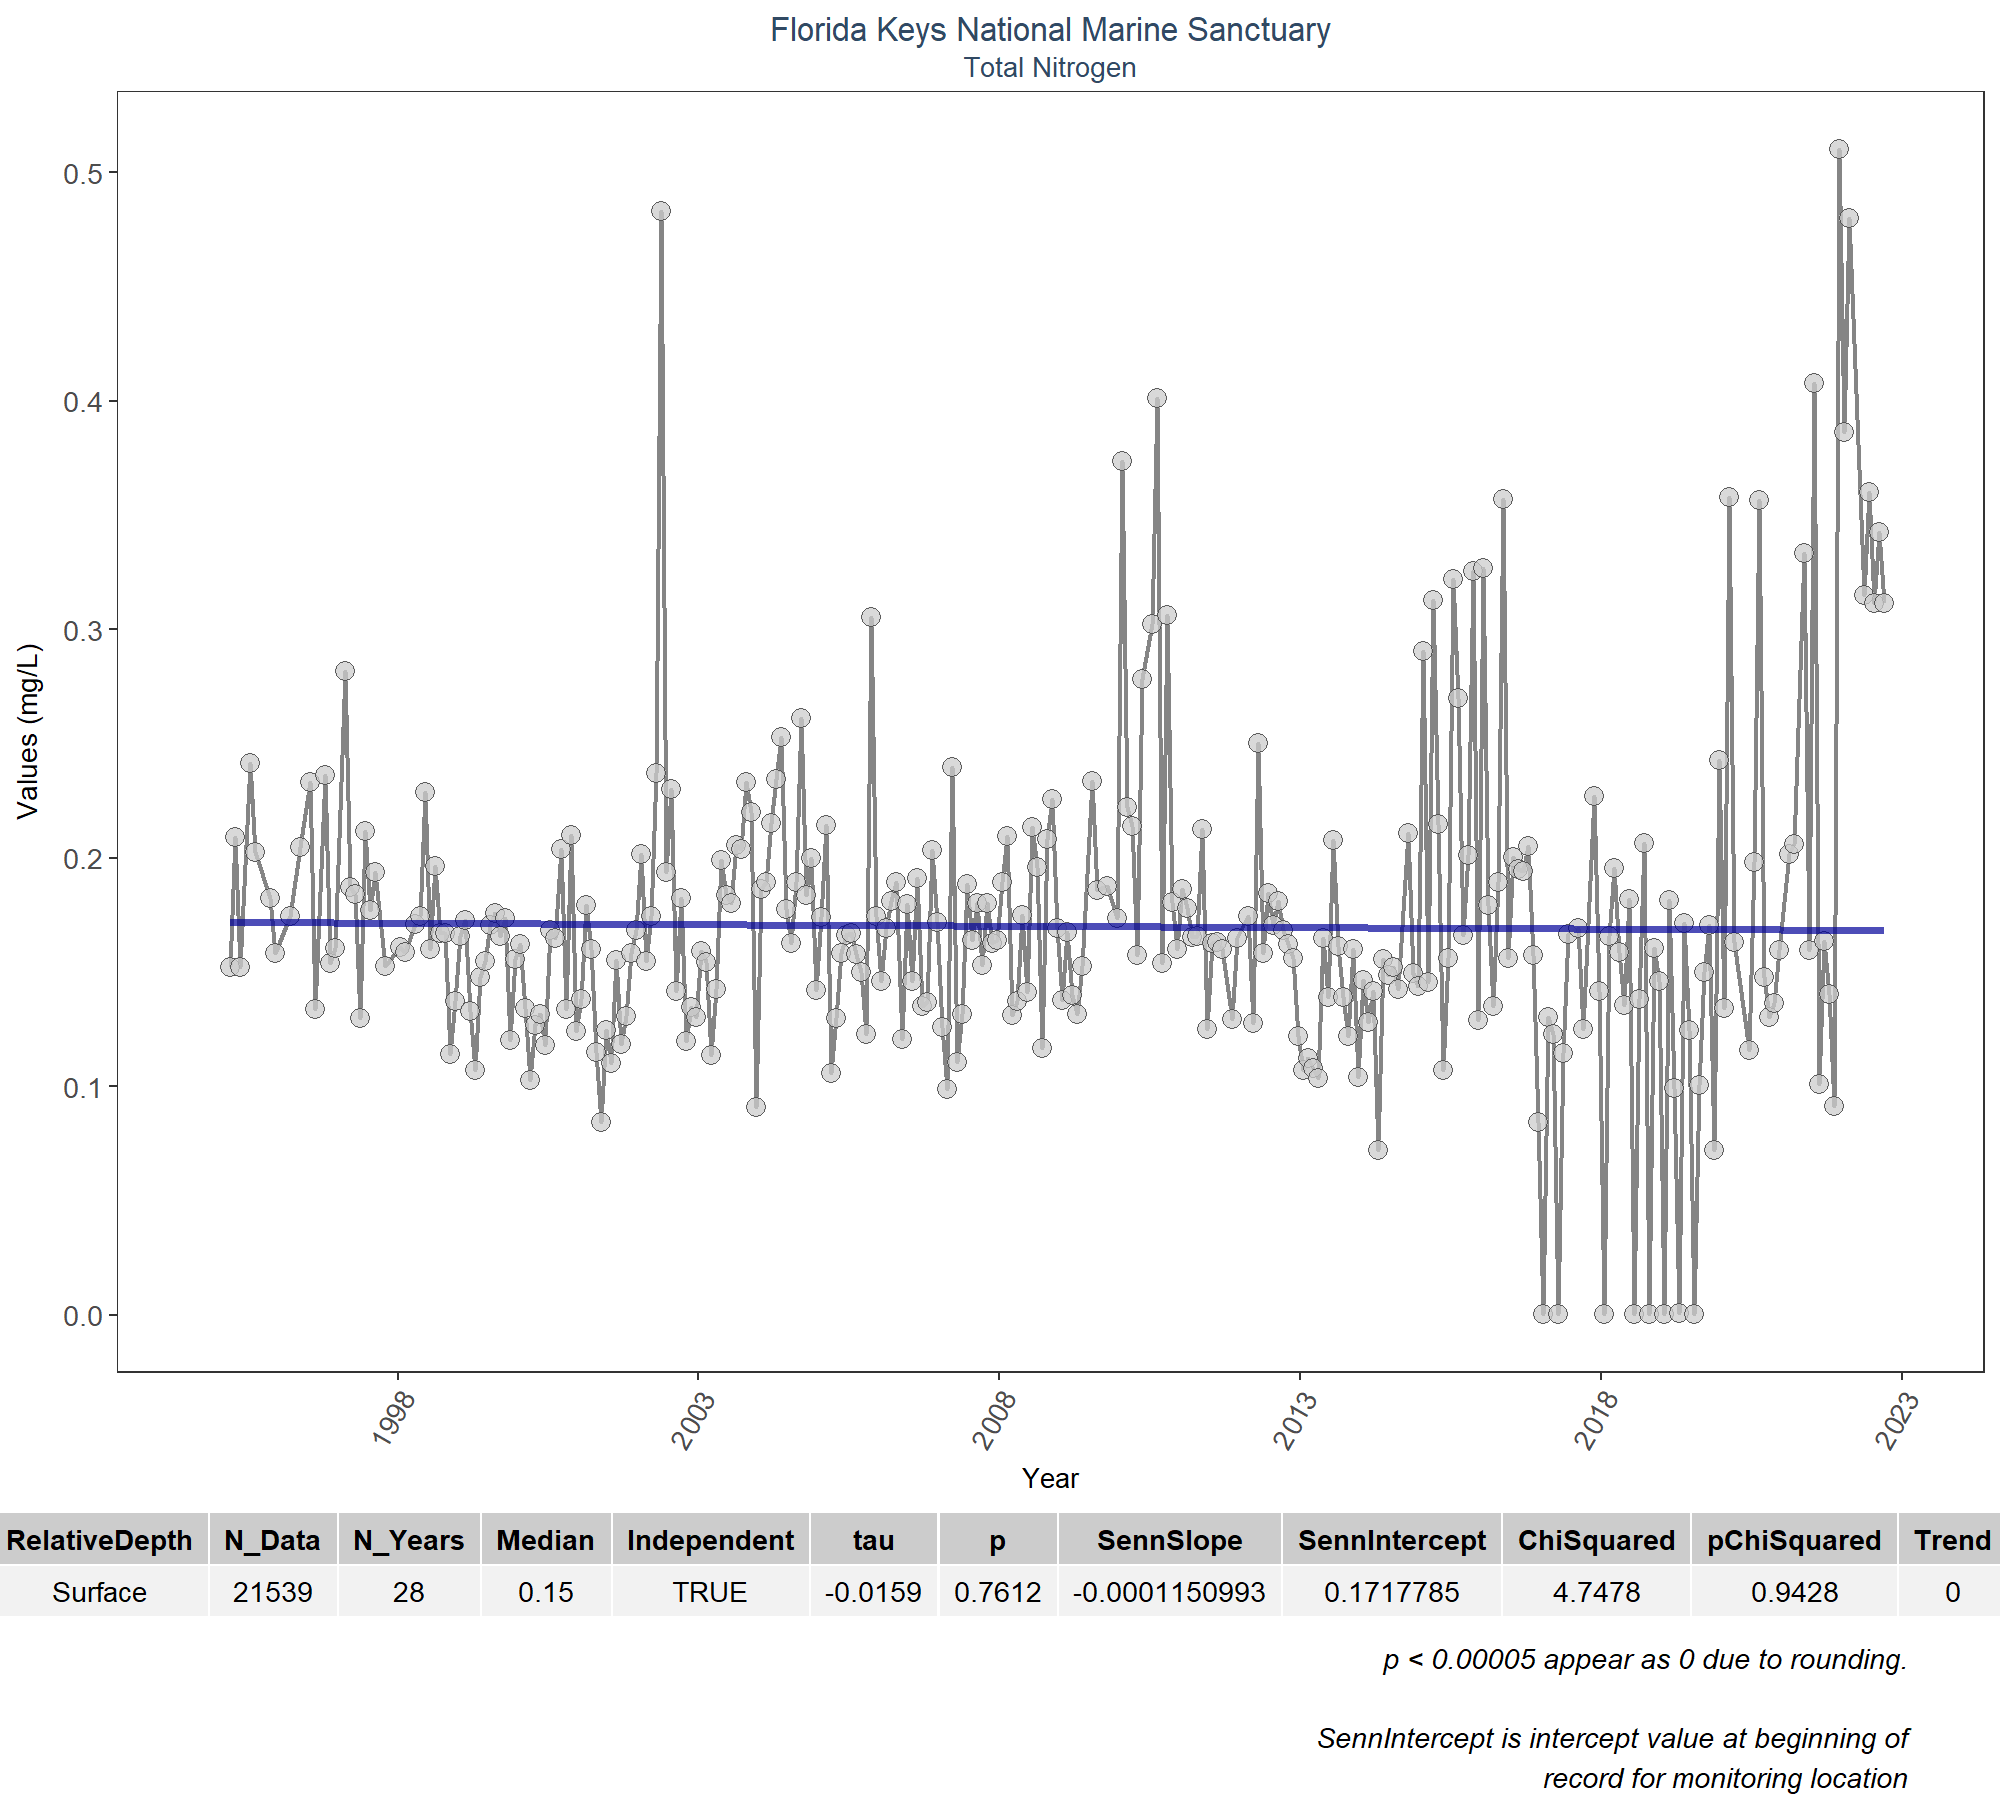 Florida Keys National Marine Sanctuary
Total Nitrogen
Values (mg/L)
0.5
0.4
0.3
0.2
0.1
0.0
1998 2003 2008 2013 2018 2023
Year
RelativeDepth N_Data N_Years Median Independent tau p SennSlope SennIntercept ChiSquared pChiSquared Trend
Surface 21539 28 0.15 TRUE -0.0159 0.7612 -0.0001150993 0.1717785 4.7478 0.9428 0
p < 0.00005 appear as 0 due to rounding.
SennIntercept is intercept value at beginning of
record for monitoring location